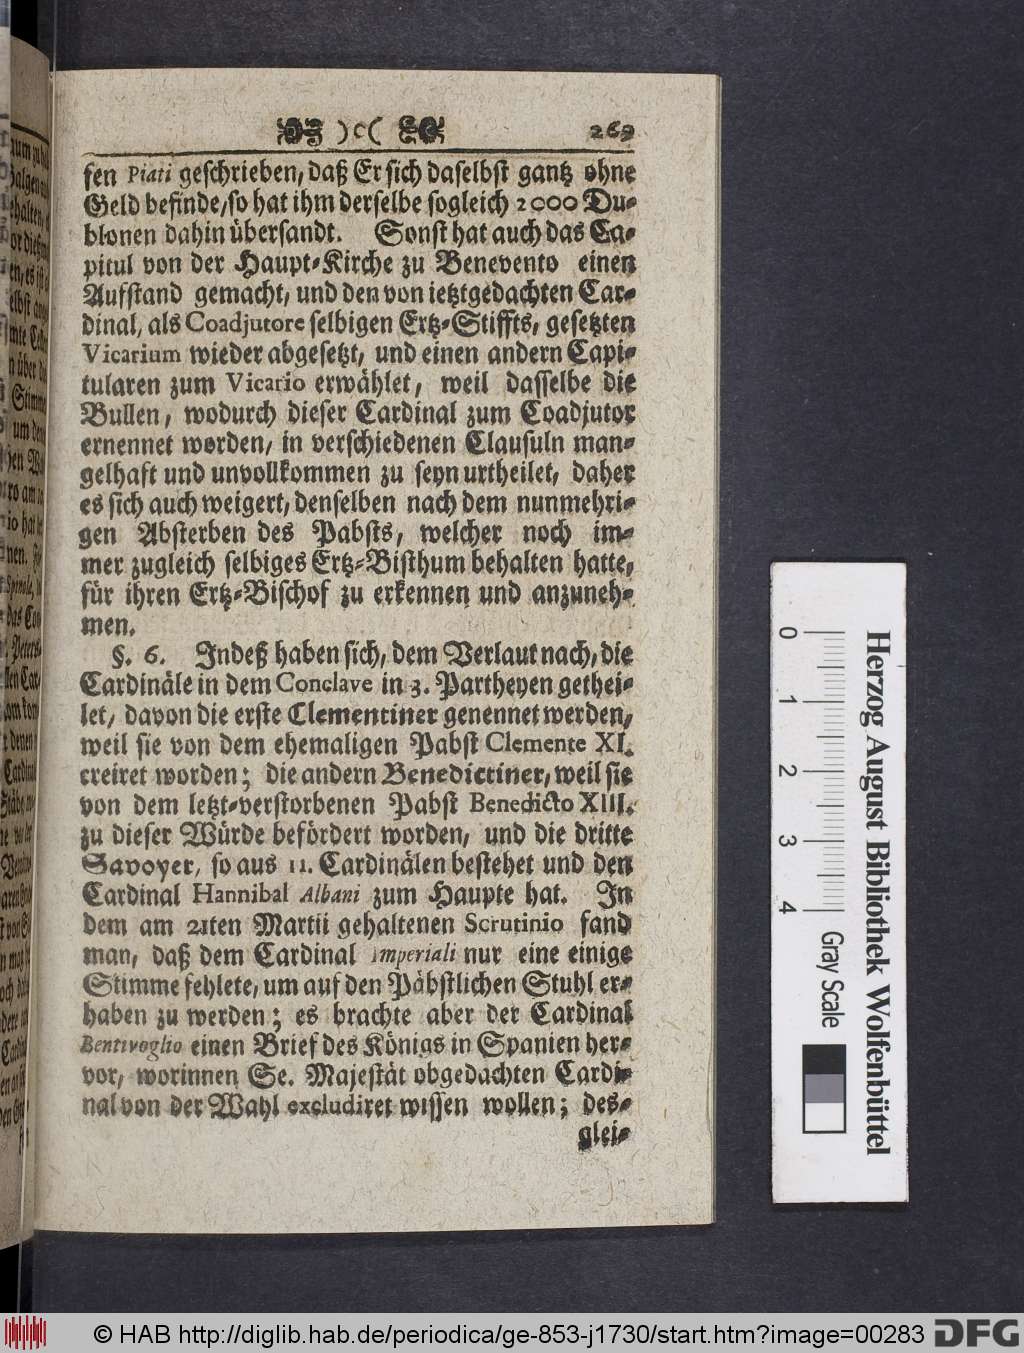 )c( 269
sen Piati geschrieben, daß Er sich daselbst gantz ohne
Geld befinde, so hat ihm derselbe sogleich 2000 Du-
blonen dahin übersandt. Sonst hat auch das Ca-
pitul von der Haupt-Kirche zu Benevento einen
Aufstand gemacht, und den von ietztgedachten Car-
dinal, als Coadjutore selbigen Ertz-Stiffts, gesetzten
Vicarium wieder abgesetzt, und einen andern Capi-
tularen zum Vicario erwählet, weil dasselbe die
Bullen, wodurch dieser Cardinal zum Coadjutor
ernennet worden, in verschiedenen Clausuln man-
gelhaft und unvollkommen zu seyn urtheilet, daher
es sich auch weigert, denselben nach dem nunmehri-
gen Absterben des Pabsts, welcher noch im-
mer zugleich selbiges Ertz-Bisthum behalten hatte,
für ihren Ertz-Bischof zu erkennen und anzuneh-
men.
§. 6. Indeß haben sich, dem Verlaut nach, die
Cardinäle in dem Conclave in 3. Partheyen gethei-
let, davon die erste Clementiner genennet werden,
weil sie von dem ehemaligen Pabst Clemente XI.
creiret worden; die andern Benedictiner, weil sie
von dem letzt-verstorbenen Pabst Benedicto XIII.
zu dieser Würde befördert worden, und die dritte
Savoyer, so aus 11. Cardinälen bestehet und den
Cardinal Hannibal Albani zum Haupte hat. In
dem am 21ten Martii gehaltenen Scrutinio fand
man, daß dem Cardinal Imperiali nur eine einige
Stimme fehlete, um auf den Päbstlichen Stuhl er-
haben zu werden; es brachte aber der Cardinal
Bentivoglio einen Brief des Königs in Spanien her-
vor, worinnen Se. Majestät obgedachten Cardi-
nal von der Wahl excludiret wissen wollen; des-
glei-
0 1 2 3 4
Gray Scale
Herzog August Bibliothek Wolfenbüttel
© HAB http://diglib.hab.de/periodica/ge-853-j1730/start.htm?image=00283 DFG